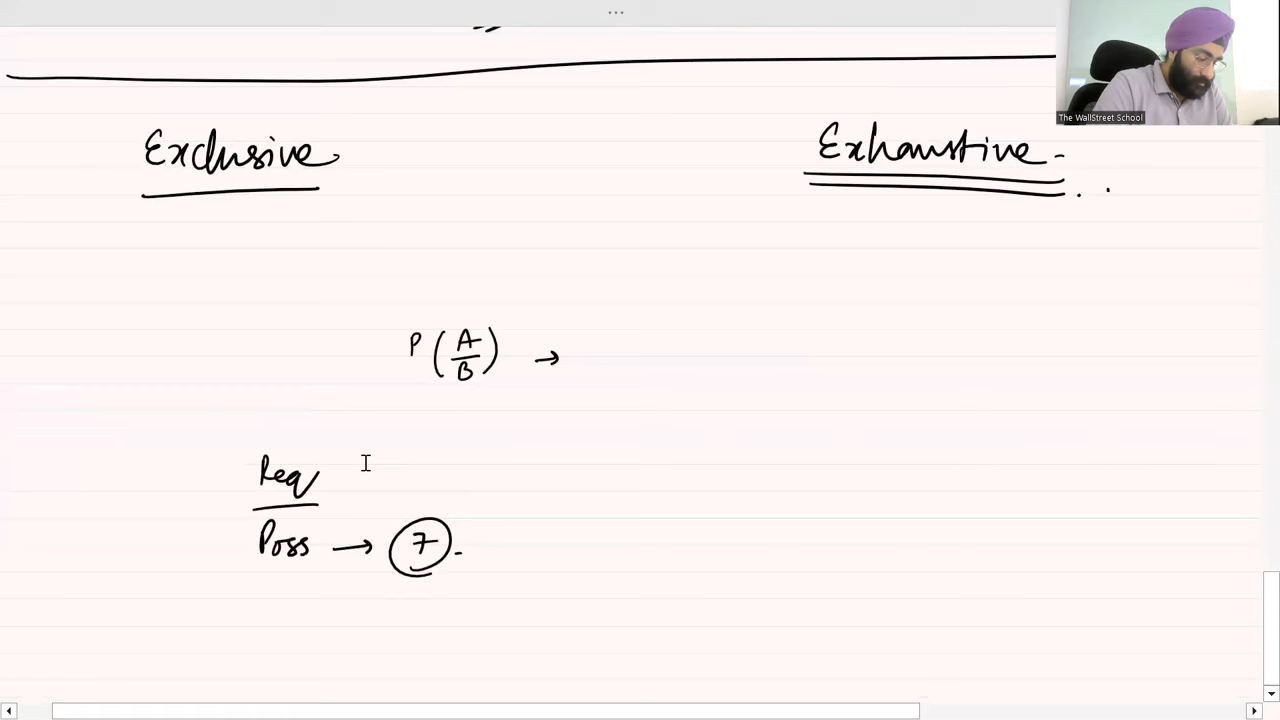 The WallStreet School
Exclusive
Exhaustive
P(A/B) →
Req
Poss → 7